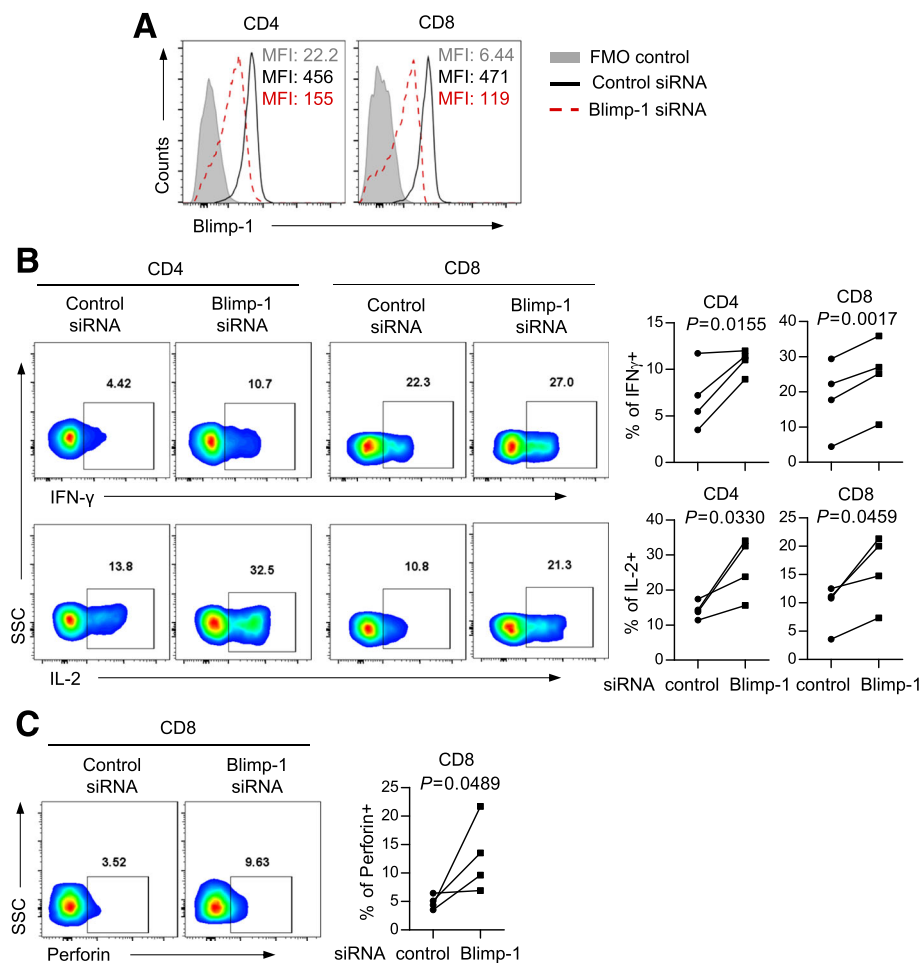 A
CD4
CD8
MFI: 22.2
MFI: 456
MFI: 155
MFI: 6.44
MFI: 471
MFI: 119
FMO control
Control siRNA
Blimp-1 siRNA
Counts
Blimp-1
B
CD4
CD8
Control
siRNA
Blimp-1
siRNA
Control
siRNA
Blimp-1
siRNA
4.42
10.7
22.3
27.0
IFN-γ
13.8
32.5
10.8
21.3
SSC
IL-2
CD4
P=0.0155
% of IFNγ+
15
10
5
0
CD8
P=0.0017
40
30
20
10
0
CD4
P=0.0330
% of IL-2+
40
30
20
10
0
CD8
P=0.0459
25
20
15
10
5
0
siRNA control Blimp-1 control Blimp-1
C
CD8
Control
siRNA
Blimp-1
siRNA
3.52
9.63
SSC
Perforin
CD8
P=0.0489
% of Perforin+
25
20
15
10
5
0
siRNA control Blimp-1